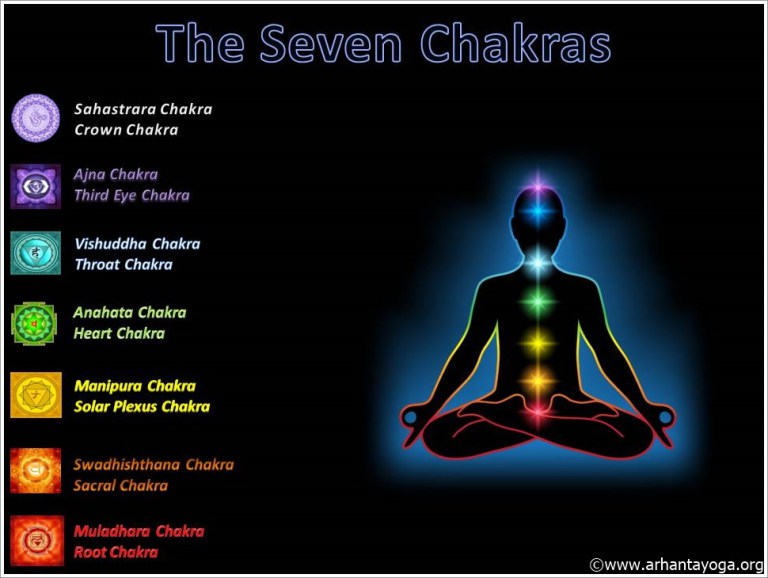 The Seven Chakras
Sahastrara Chakra
Crown Chakra
Ajna Chakra
Third Eye Chakra
Vishuddha Chakra
Throat Chakra
Anahata Chakra
Heart Chakra
Manipura Chakra
Solar Plexus Chakra
Swadhishthana Chakra
Sacral Chakra
Muladhara Chakra
Root Chakra
©www.arhantayoga.org